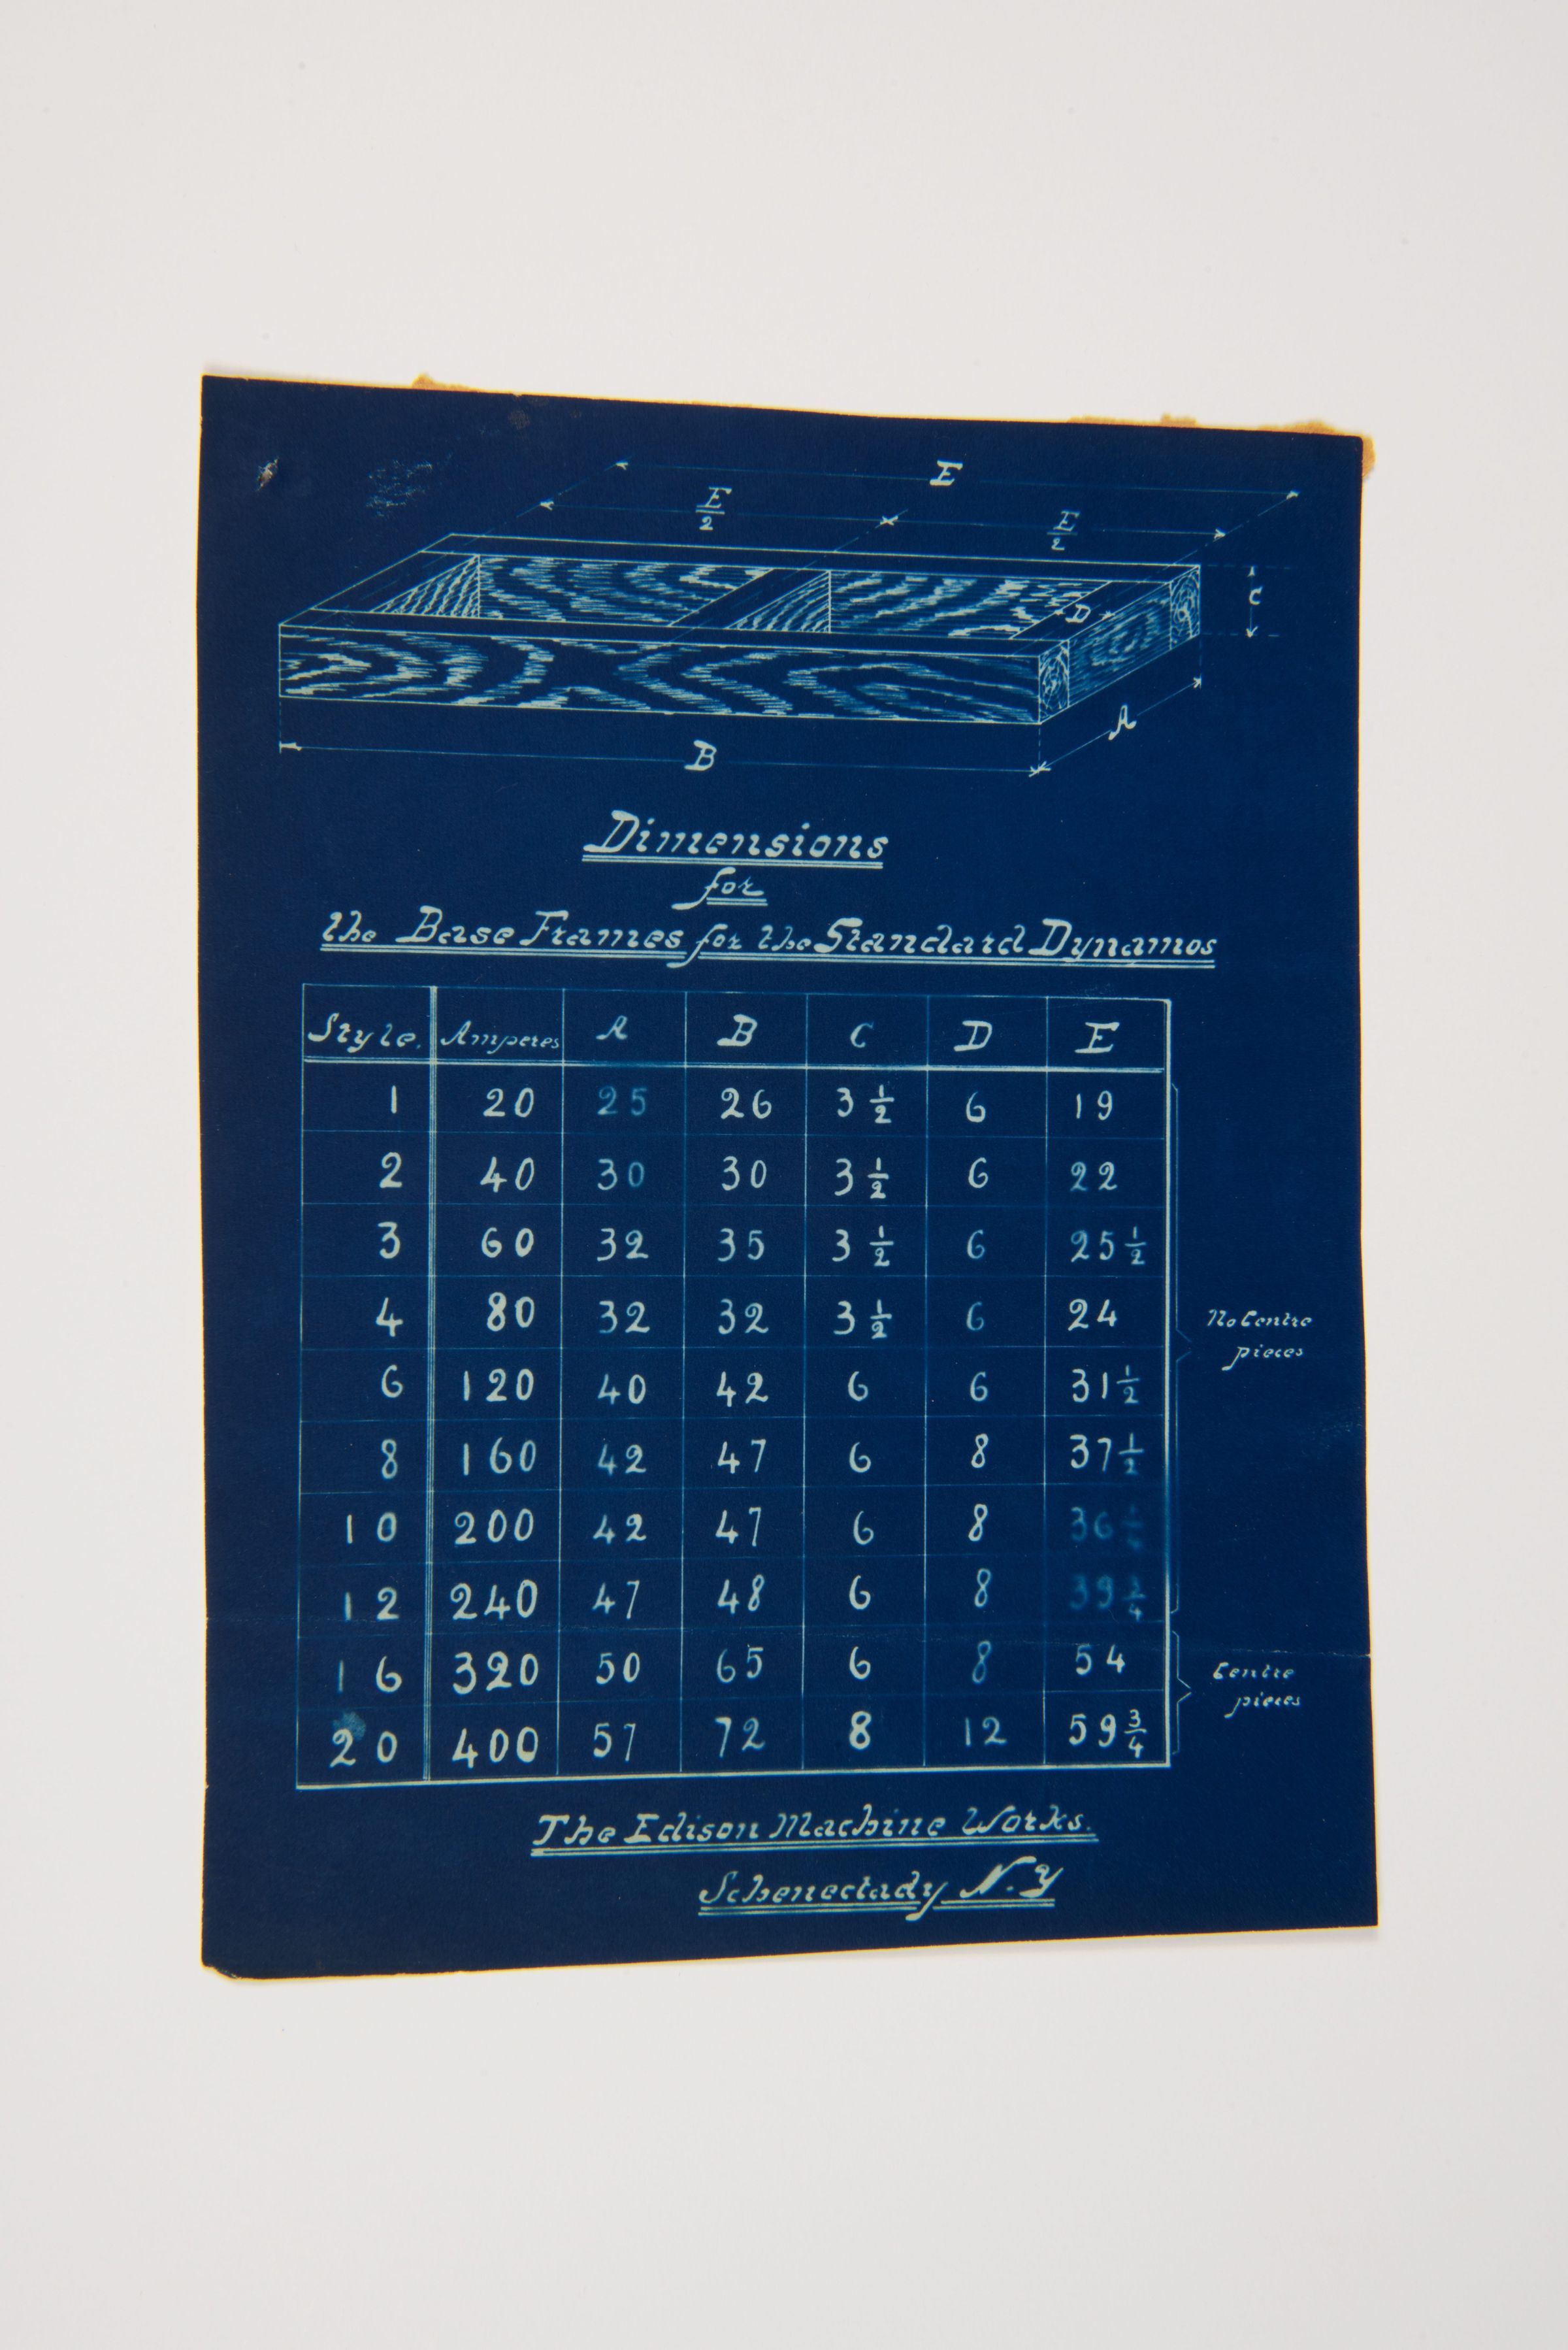 E
E/2 E/2
C
D
A
B
Dimensions
for
the Base Frames for the Standard Dynamos
Style. Amperes A B C D E
1 20 25 26 3 1/2 6 19
2 40 30 30 3 1/2 6 22
3 60 32 35 3 1/2 6 25 1/2
4 80 32 32 3 1/2 6 24
No Centre
pieces
6 120 40 42 6 6 31 1/2
8 160 42 47 6 8 37 1/2
10 200 42 47 6 8 36
12 240 47 48 6 8 39 3/4
16 320 50 65 6 8 54
Centre
pieces
20 400 57 72 8 12 59 3/4
The Edison Machine Works.
Schenectady N.Y